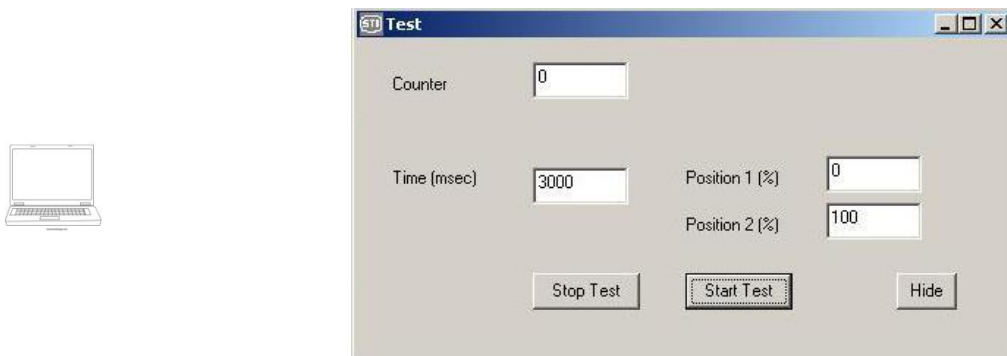 STI Test
Counter 0
Time (msec) 3000 Position 1 (%) 0
Position 2 (%) 100
Stop Test Start Test Hide